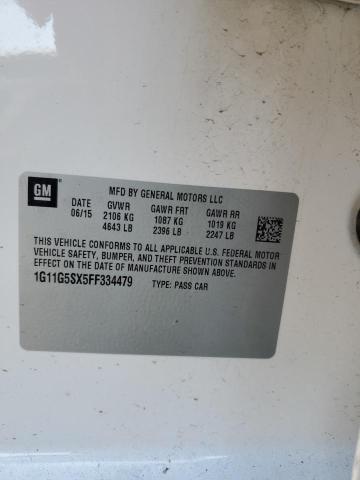 GM
MFD BY GENERAL MOTORS LLC
DATE GVWR GAWR FRT GAWR RR
06/15 2106 KG 1087 KG 1019 KG
4643 LB 2396 LB 2247 LB
THIS VEHICLE CONFORMS TO ALL APPLICABLE U.S. FEDERAL MOTOR
VEHICLE SAFETY, BUMPER, AND THEFT PREVENTION STANDARDS IN
EFFECT ON THE DATE OF MANUFACTURE SHOWN ABOVE.
1G11G5SX5FF334479 TYPE: PASS CAR